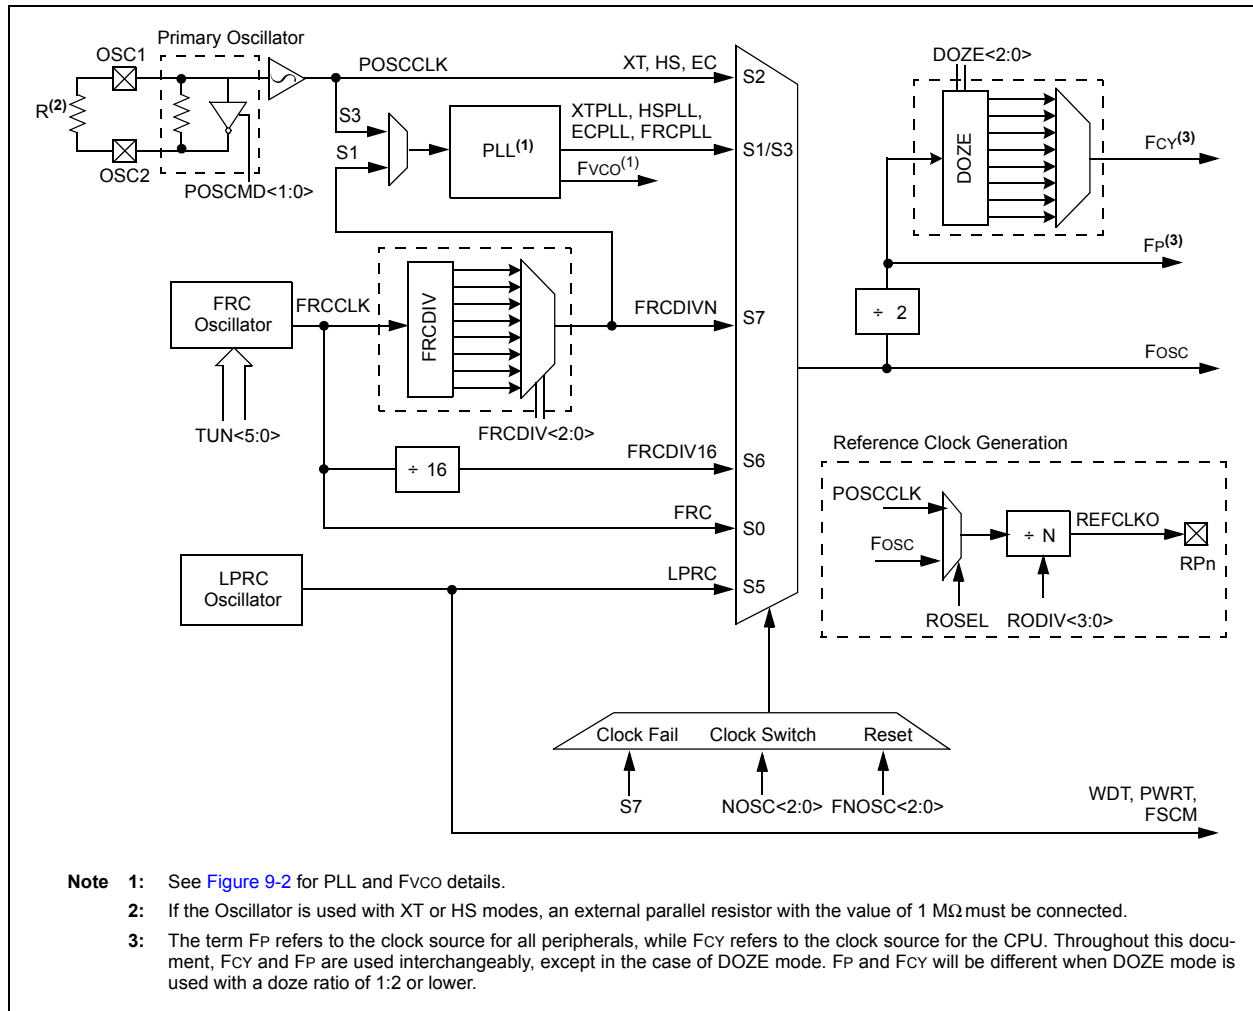 Primary Oscillator
OSC1
R(2)
OSC2
POSCMD<1:0>
POSCCLK
S3
S1
PLL(1)
XT, HS, EC
XTPLL, HSPLL,
ECPLL, FRCPLL
FVCO(1)
S2
S1/S3
DOZE<2:0>
DOZE
FCY(3)
FP(3)
÷ 2
FOSC
FRC
Oscillator
FRCCLK
TUN<5:0>
FRCDIV
FRCDIV<2:0>
FRCDIVN
S7
÷ 16
FRCDIV16
S6
FRC
S0
LPRC
Oscillator
LPRC
S5
Reference Clock Generation
POSCCLK
FOSC
÷ N
REFCLKO
RPn
ROSEL
RODIV<3:0>
Clock Fail
Clock Switch
Reset
S7
NOSC<2:0>
FNOSC<2:0>
WDT, PWRT,
FSCM
Note 1: See Figure 9-2 for PLL and FVCO details.
2: If the Oscillator is used with XT or HS modes, an external parallel resistor with the value of 1 MΩ must be connected.
3: The term FP refers to the clock source for all peripherals, while FCY refers to the clock source for the CPU. Throughout this docu-
ment, FCY and FP are used interchangeably, except in the case of DOZE mode. FP and FCY will be different when DOZE mode is
used with a doze ratio of 1:2 or lower.